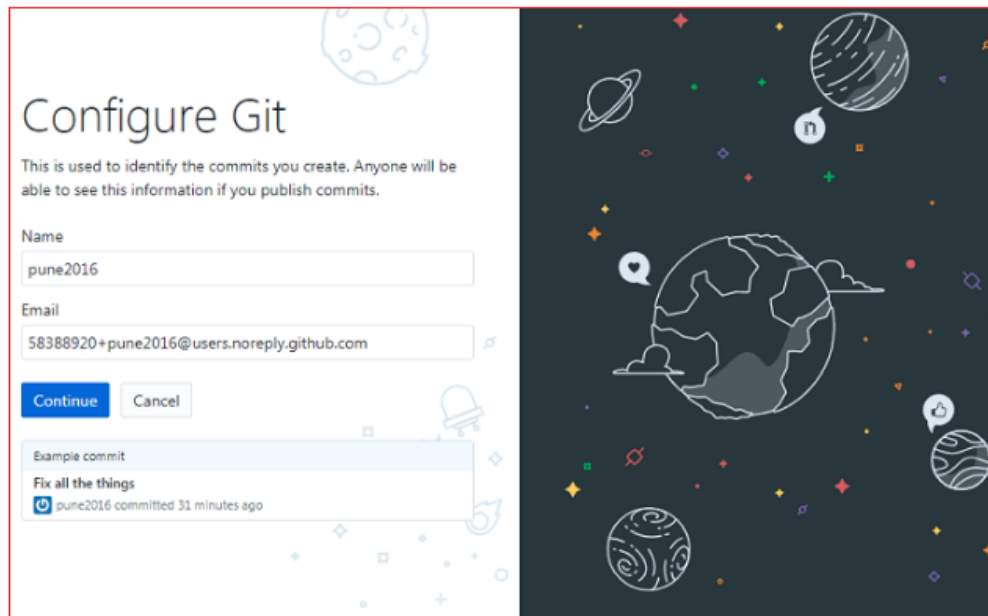 Configure Git
This is used to identify the commits you create. Anyone will be
able to see this information if you publish commits.
Name
pune2016
Email
58388920+pune2016@users.noreply.github.com
Continue Cancel
Example commit
Fix all the things
pune2016 committed 31 minutes ago